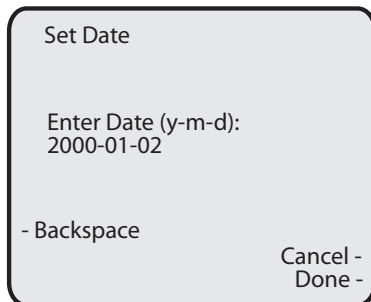 Set Date
Enter Date (y-m-d):
2000-01-02
- Backspace
Cancel -
Done -